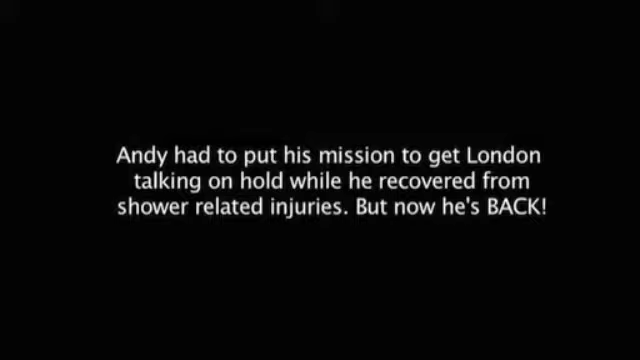 Andy had to put his mission to get London
talking on hold while he recovered from
shower related injuries. But now he's BACK!